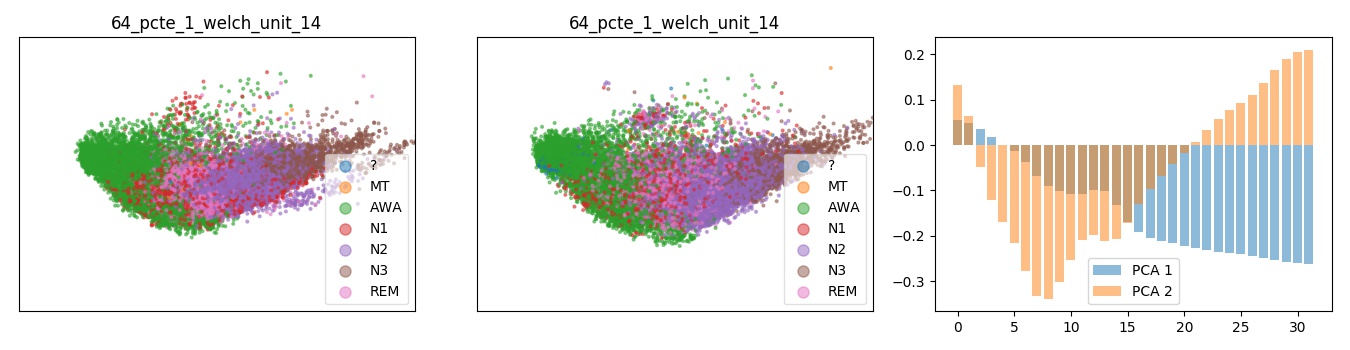 64_pcte_1_welch_unit_14
?
MT
AWA
N1
N2
N3
REM
64_pcte_1_welch_unit_14
?
MT
AWA
N1
N2
N3
REM
0.2
0.1
0.0
−0.1
−0.2
−0.3
PCA 1
PCA 2
0 5 10 15 20 25 30